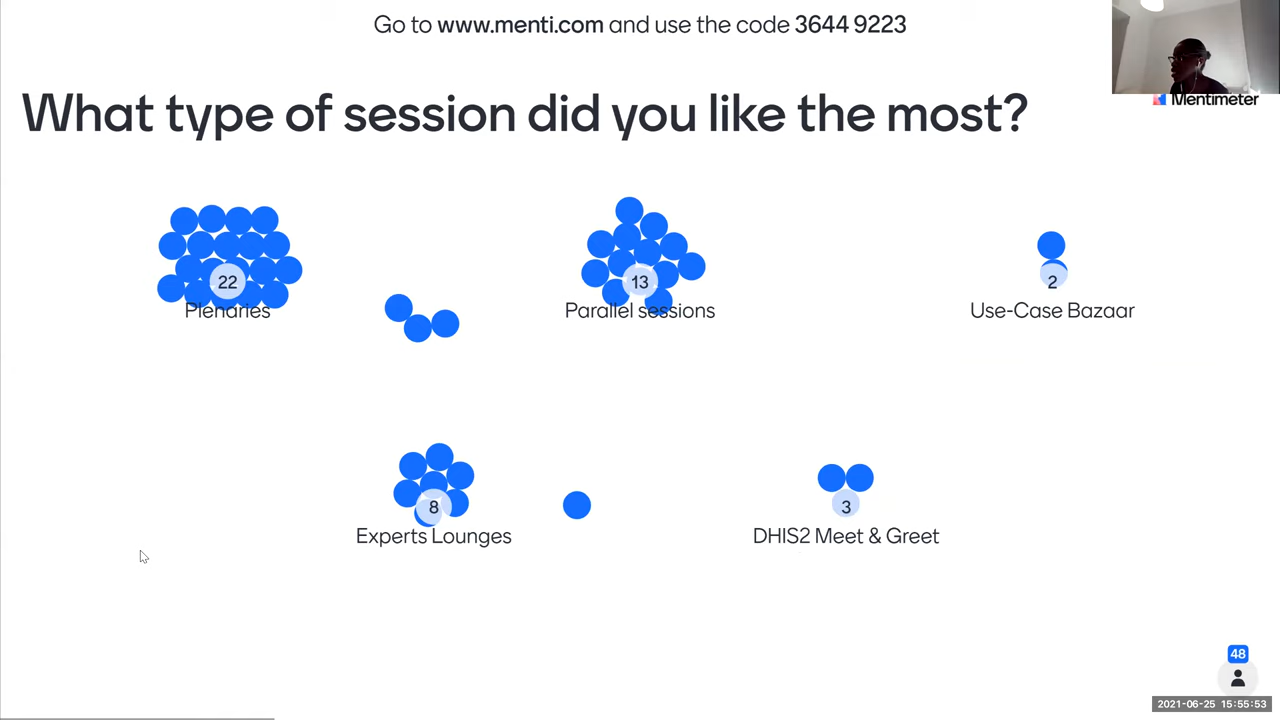 Go to www.menti.com and use the code 3644 9223
Mentimeter
What type of session did you like the most?
22
Plenaries
13
Parallel sessions
2
Use-Case Bazaar
8
Experts Lounges
3
DHIS2 Meet & Greet
48
2021-06-25 15:55:53